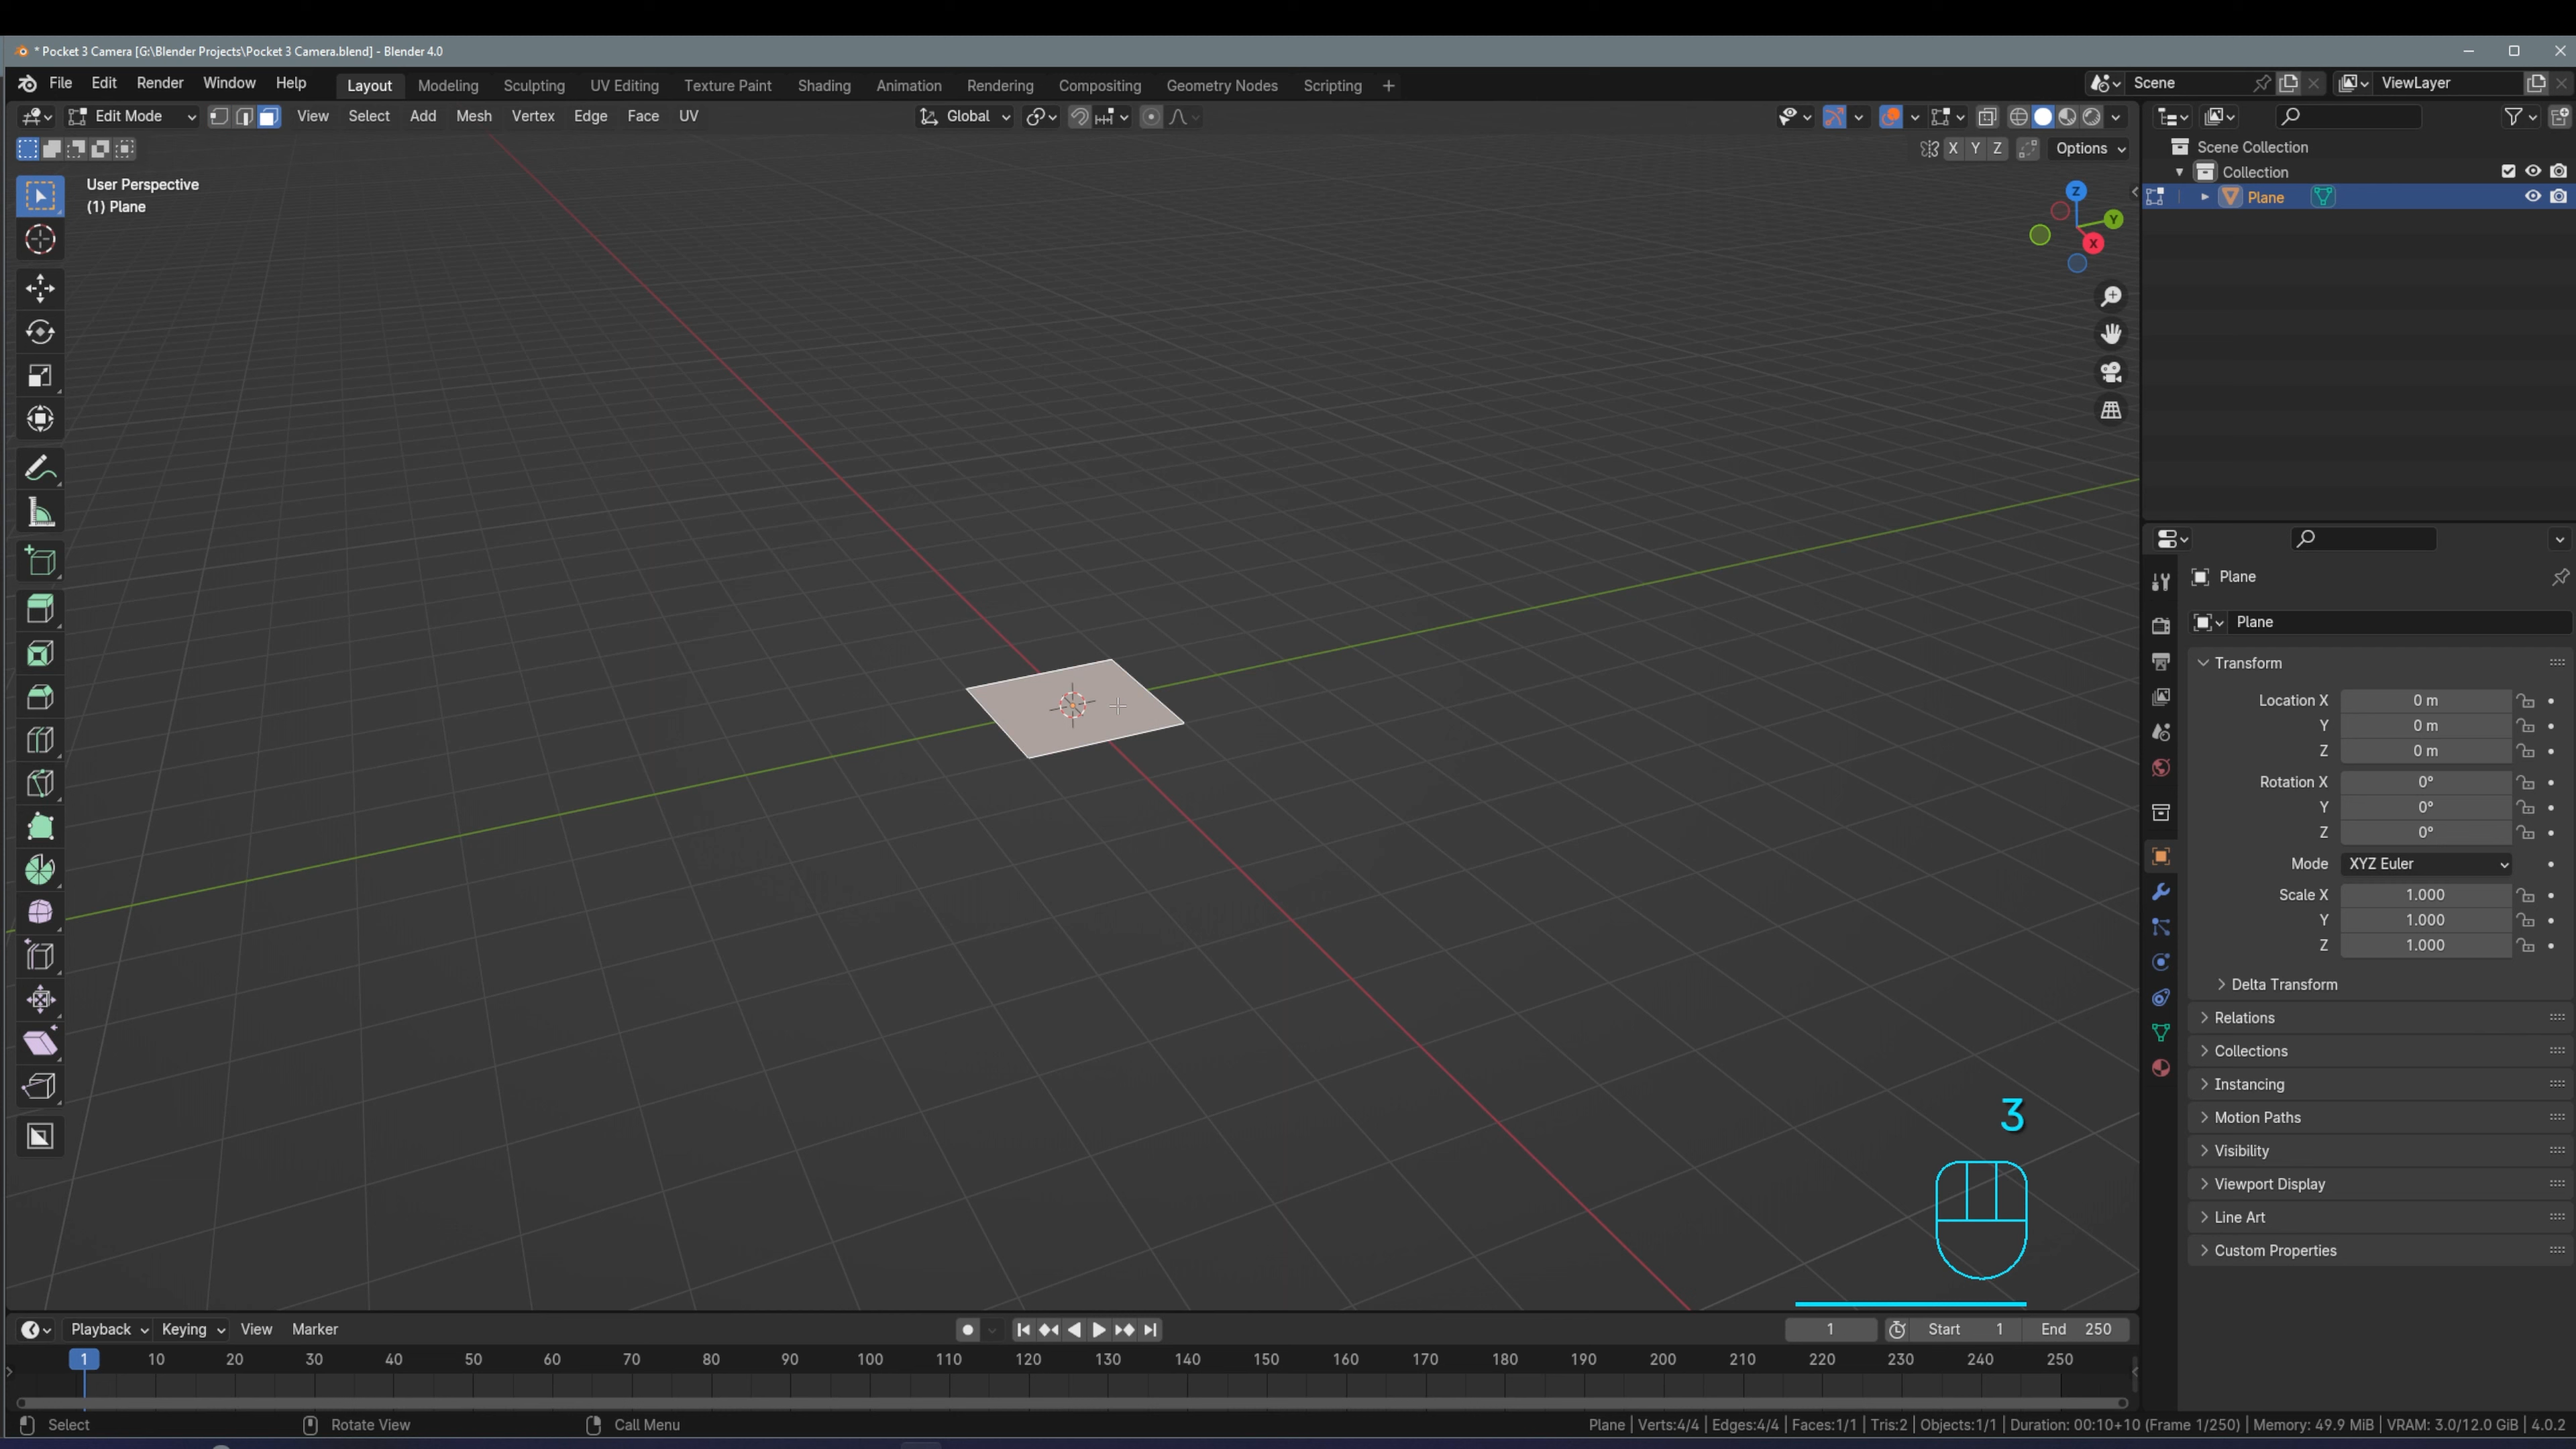 * Pocket 3 Camera [G:\Blender Projects\Pocket 3 Camera.blend] - Blender 4.0
File Edit Render Window Help Layout Modeling Sculpting UV Editing Texture Paint Shading Animation Rendering Compositing Geometry Nodes Scripting + Scene ViewLayer
Edit Mode View Select Add Mesh Vertex Edge Face UV Global
X Y Z Options
User Perspective
(1) Plane
Z
Y
X
Scene Collection
Collection
Plane
Plane
Plane
Transform
Location X 0 m
Y 0 m
Z 0 m
Rotation X 0°
Y 0°
Z 0°
Mode XYZ Euler
Scale X 1.000
Y 1.000
Z 1.000
Delta Transform
Relations
Collections
Instancing
Motion Paths
Visibility
Viewport Display
Line Art
Custom Properties
3
Playback Keying View Marker 1 Start 1 End 250
1 10 20 30 40 50 60 70 80 90 100 110 120 130 140 150 160 170 180 190 200 210 220 230 240 250
Select Rotate View Call Menu Plane | Verts:4/4 | Edges:4/4 | Faces:1/1 | Tris:2 | Objects:1/1 | Duration: 00:10+10 (Frame 1/250) | Memory: 49.9 MiB | VRAM: 3.0/12.0 GiB | 4.0.2